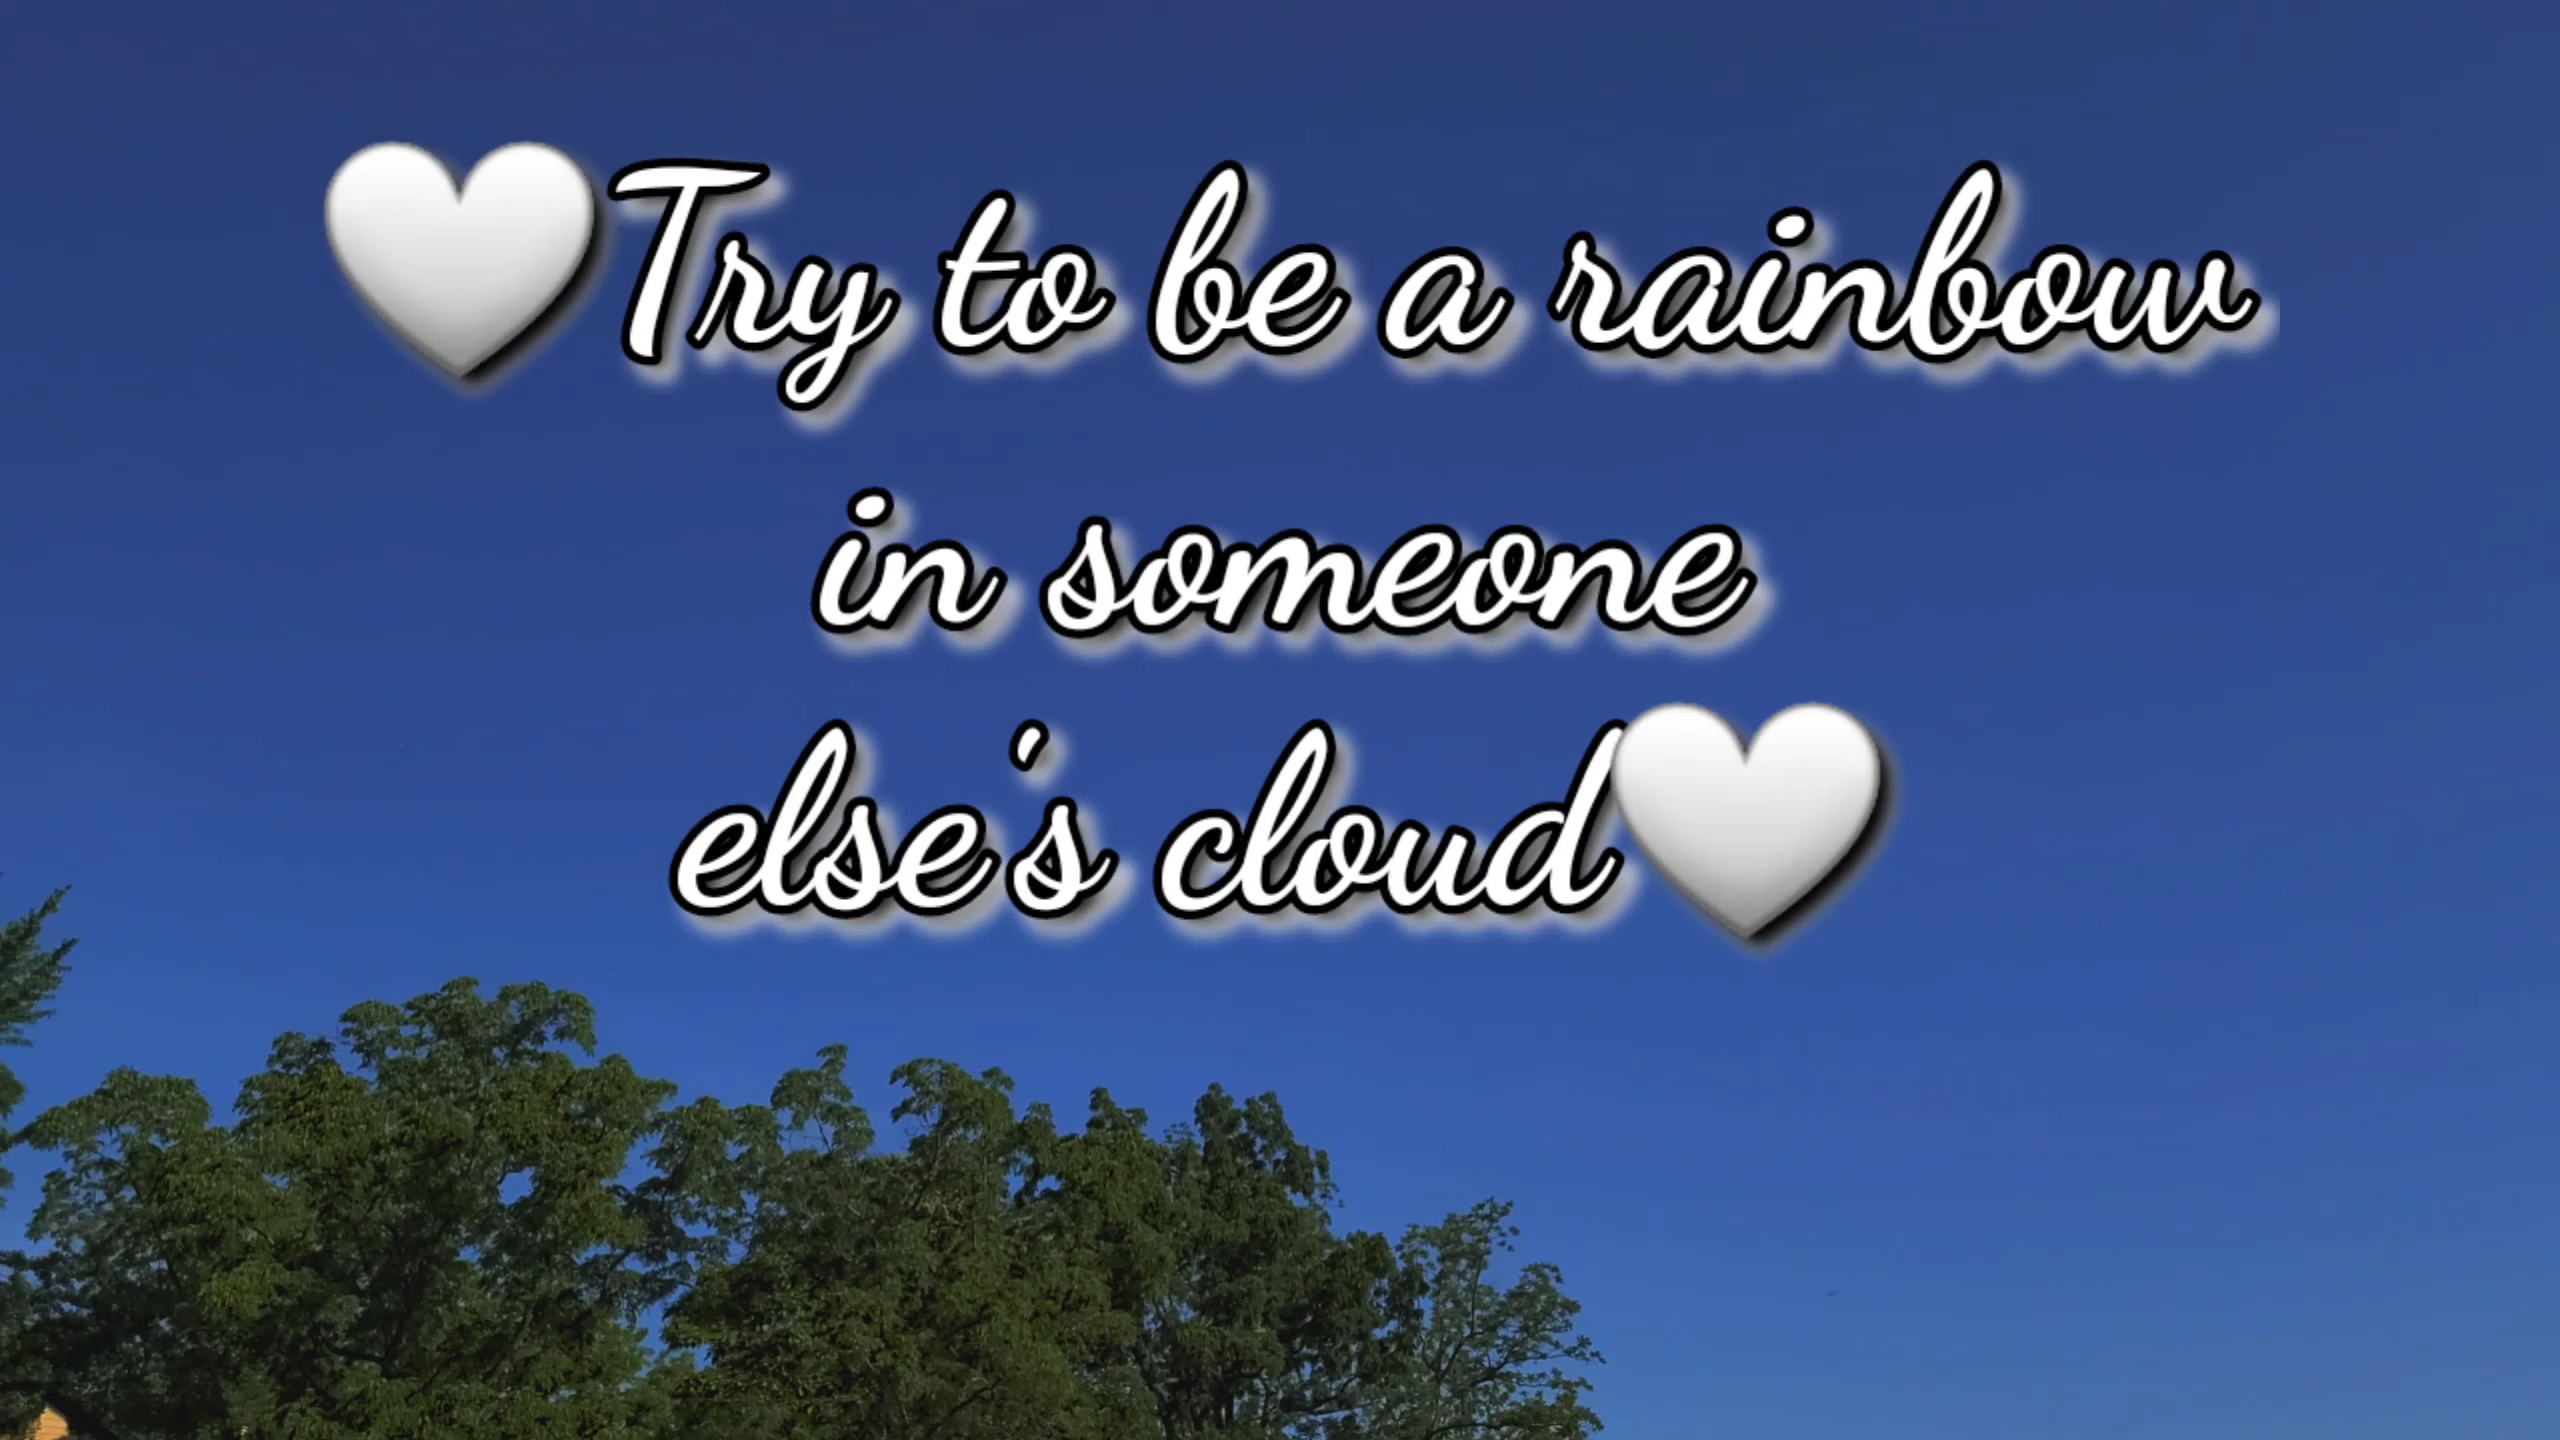 🤍Try to be a rainbow
in someone
else's cloud🤍